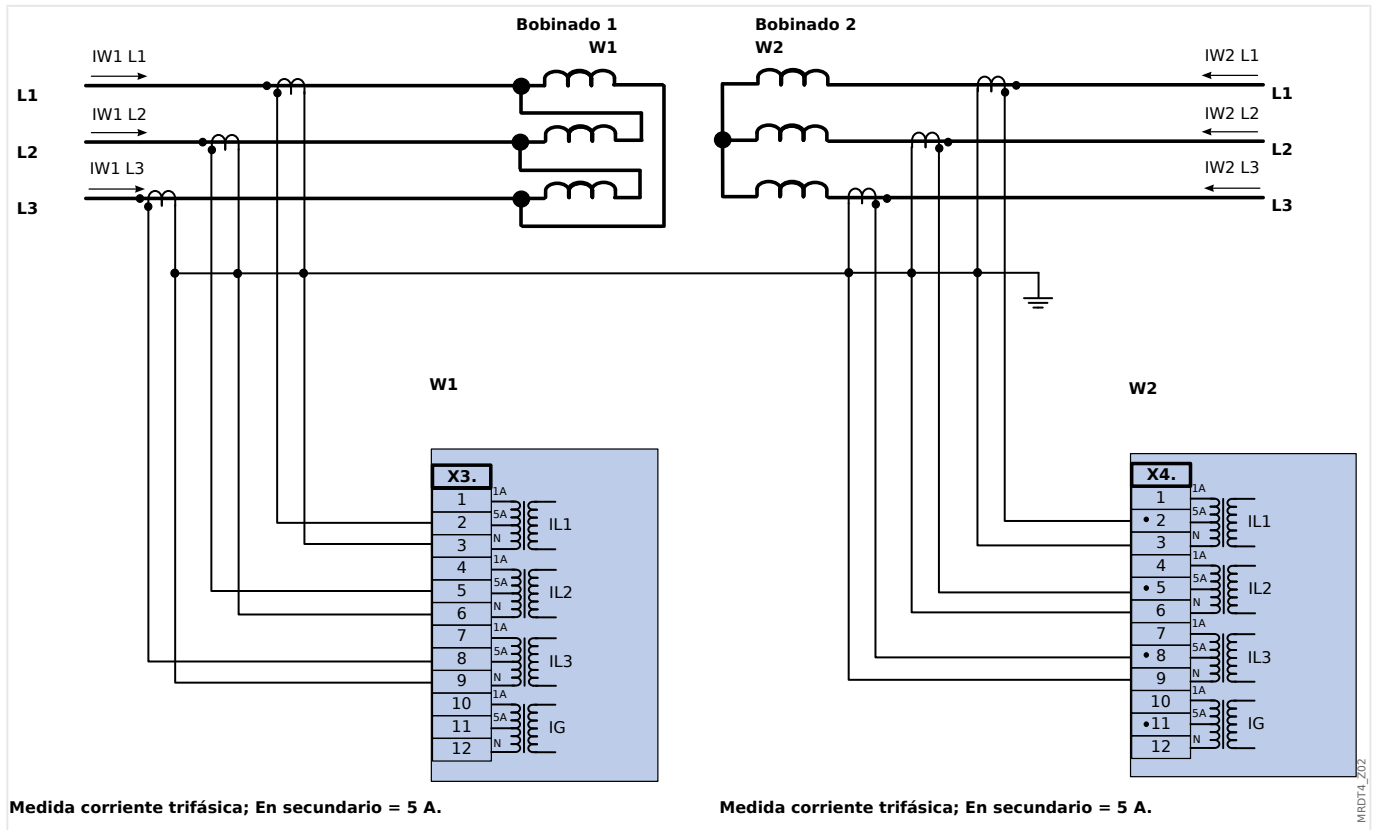 Bobinado 1
W1
Bobinado 2
W2
IW1 L1
L1
IW1 L2
L2
IW1 L3
L3
IW2 L1
L1
IW2 L2
L2
IW2 L3
L3
W1
X3.
1 1A
2 5A IL1
3 N
4 1A
5 5A IL2
6 N
7 1A
8 5A IL3
9 N
10 1A
11 5A IG
12 N
W2
X4.
1 1A
• 2 5A IL1
3 N
4 1A
• 5 5A IL2
6 N
7 1A
• 8 5A IL3
9 N
10 1A
•11 5A IG
12 N
Medida corriente trifásica; En secundario = 5 A.
Medida corriente trifásica; En secundario = 5 A.
MRDT4_Z02